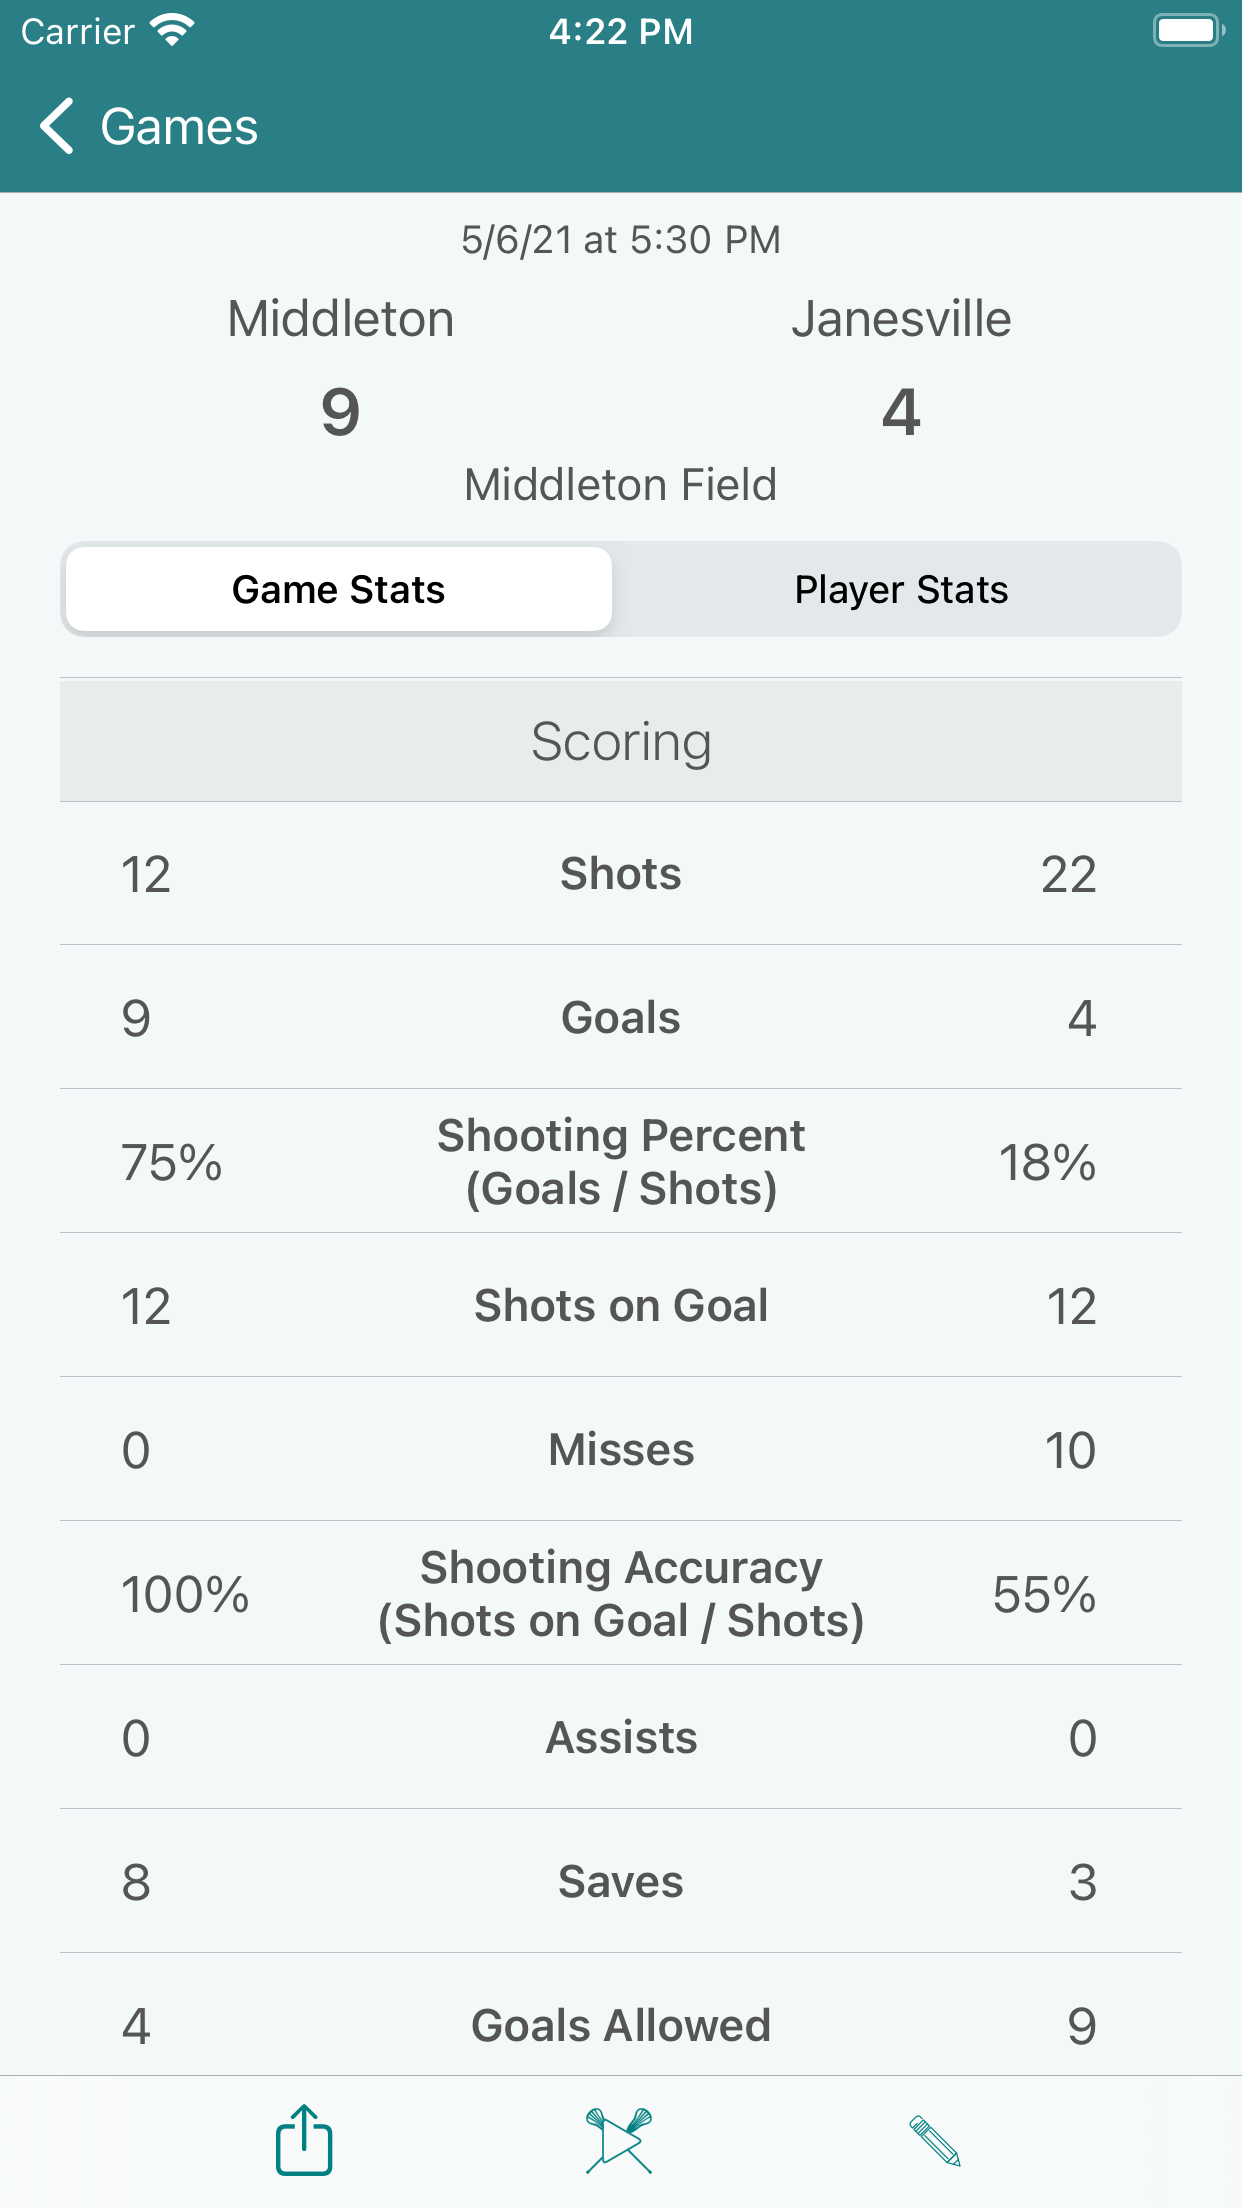 Carrier 4:22 PM
Games
5/6/21 at 5:30 PM
Middleton Janesville
9 4
Middleton Field
Game Stats Player Stats
Scoring
12 Shots 22
9 Goals 4
75% Shooting Percent (Goals / Shots) 18%
12 Shots on Goal 12
0 Misses 10
100% Shooting Accuracy (Shots on Goal / Shots) 55%
0 Assists 0
8 Saves 3
4 Goals Allowed 9